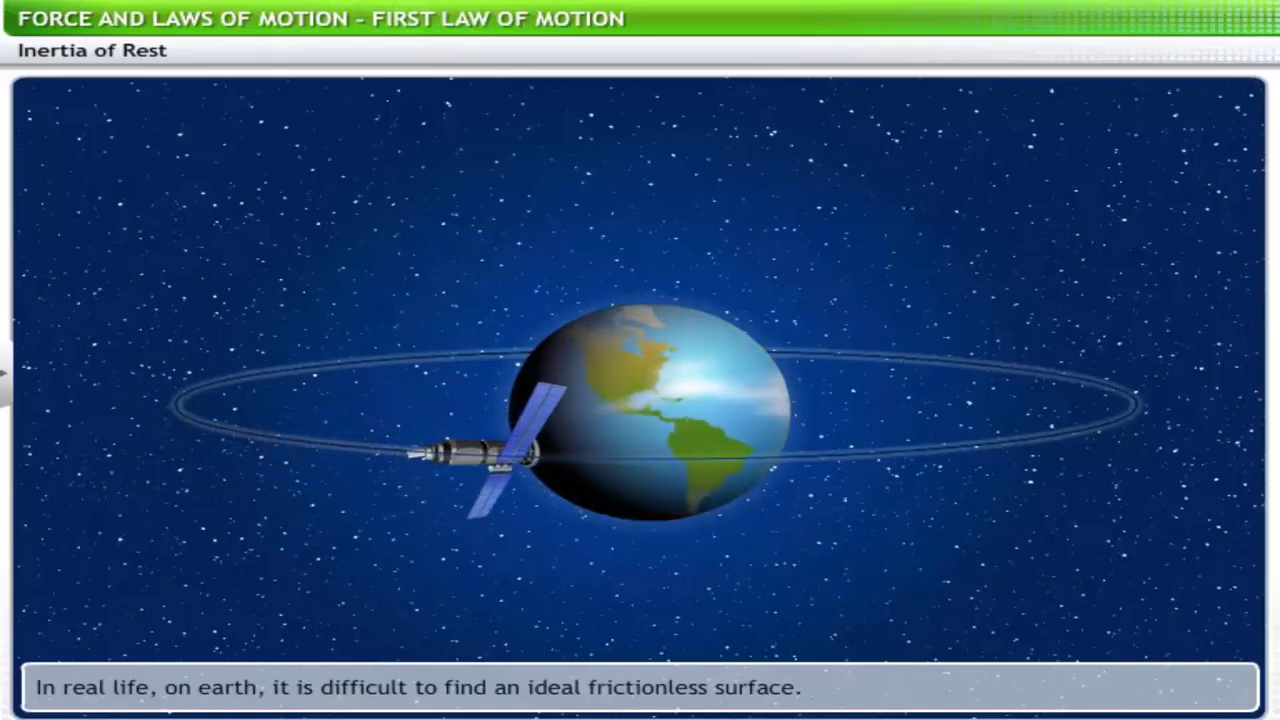 FORCE AND LAWS OF MOTION - FIRST LAW OF MOTION
Inertia of Rest
In real life, on earth, it is difficult to find an ideal frictionless surface.